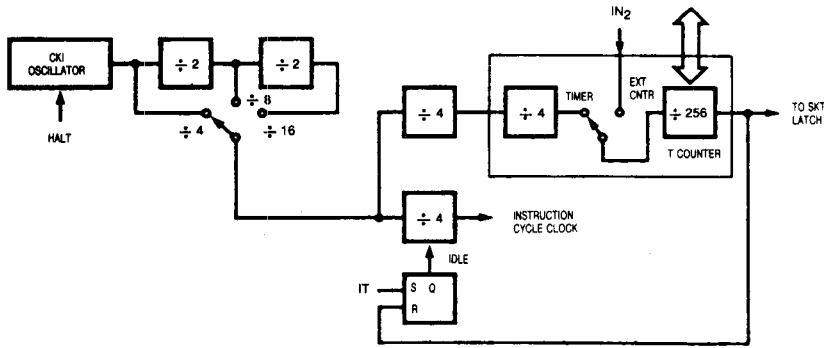 IN2
CKI
OSCILLATOR
÷ 2
÷ 2
HALT
÷ 8
÷ 4
÷ 16
÷ 4
÷ 4
TIMER
EXT
CNTR
÷ 256
T COUNTER
TO SKT
LATCH
÷ 4
INSTRUCTION
CYCLE CLOCK
IDLE
IT
S Q
R